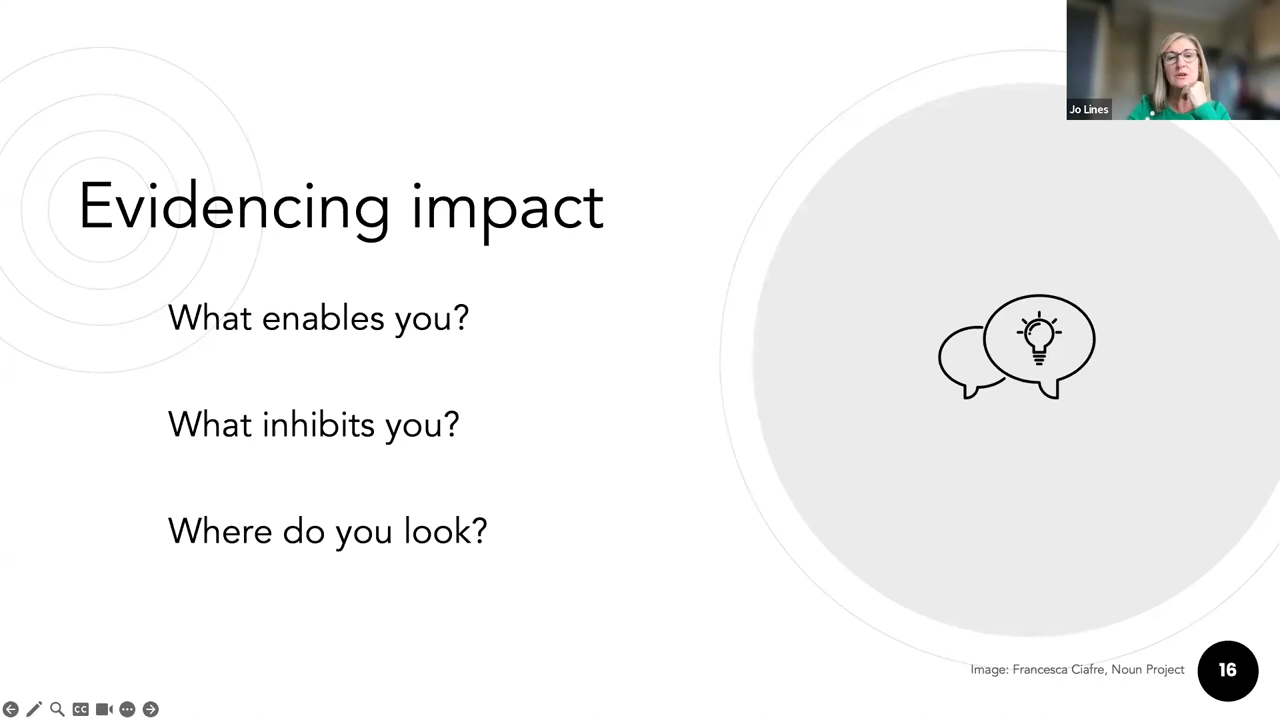 Jo Lines
Evidencing impact
What enables you?
What inhibits you?
Where do you look?
Image: Francesca Ciafre, Noun Project
16
CC